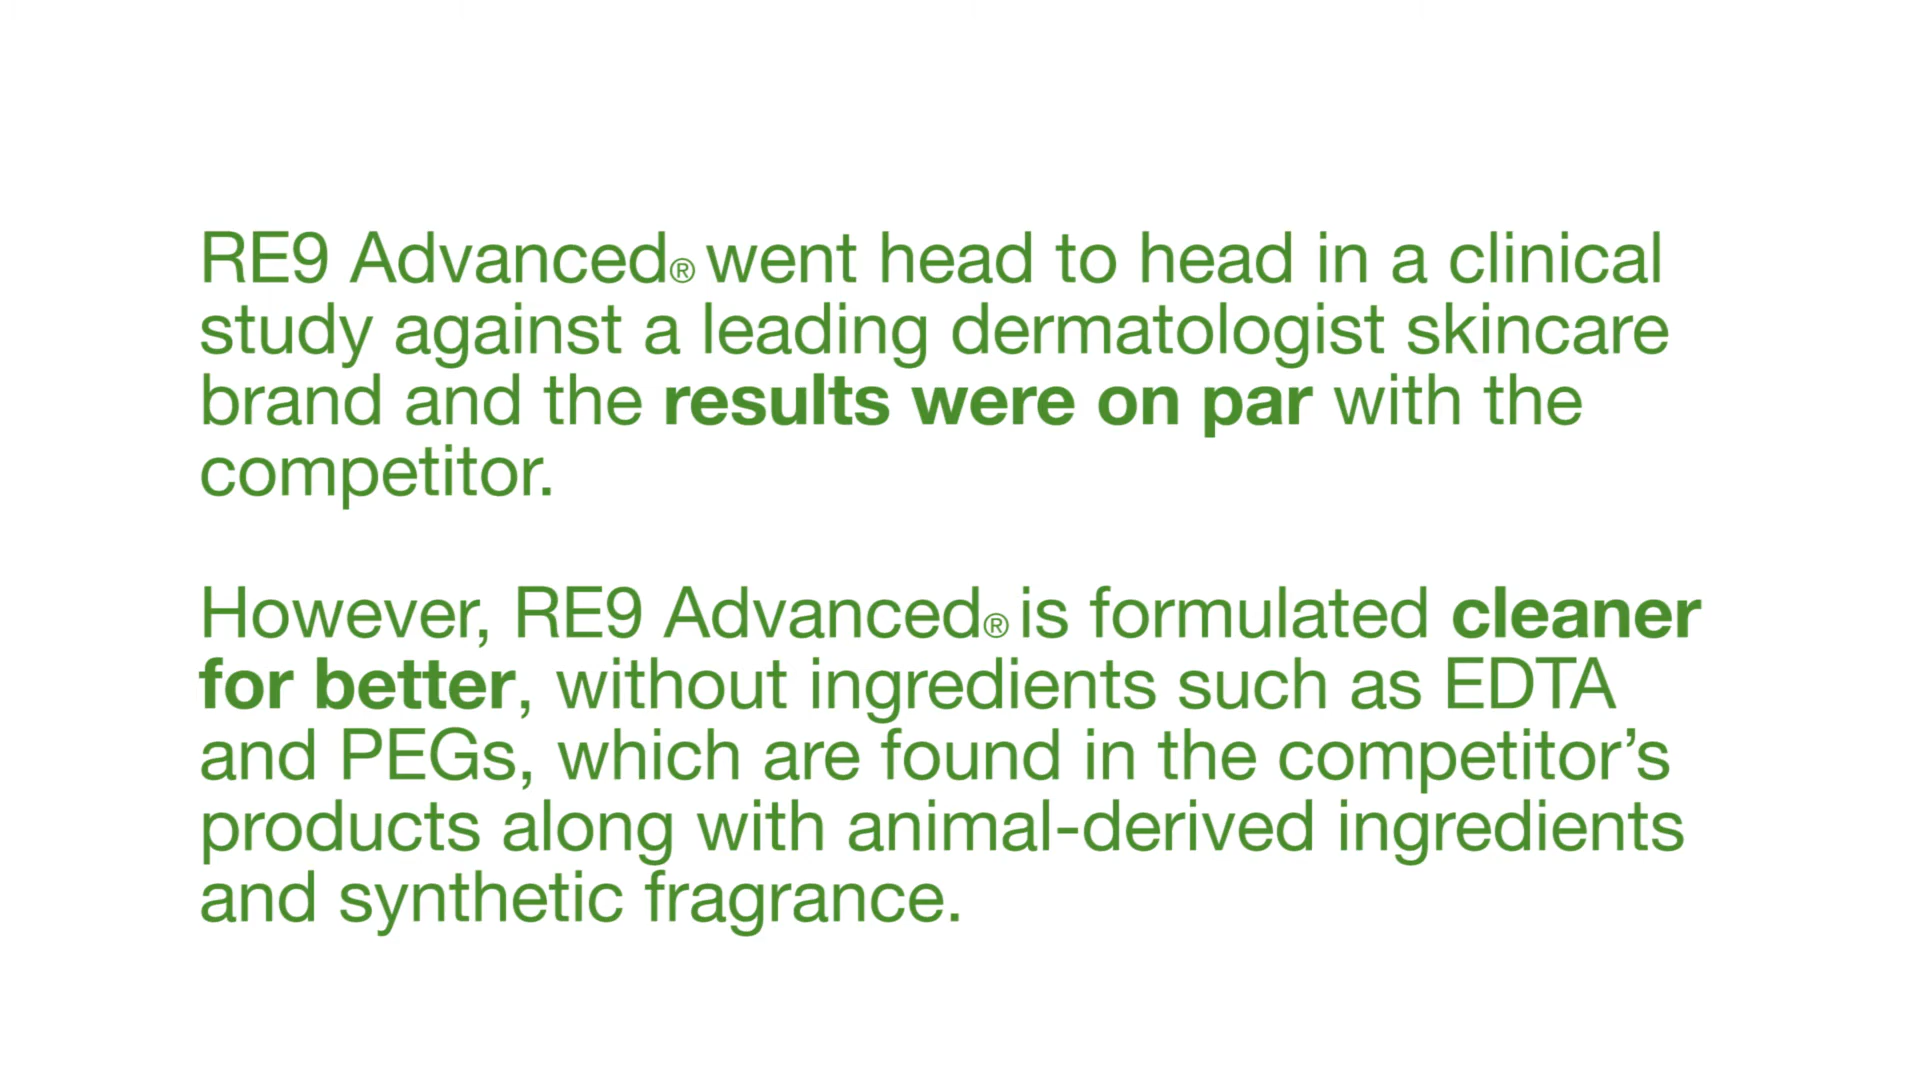 RE9 Advanced® went head to head in a clinical
study against a leading dermatologist skincare
brand and the results were on par with the
competitor.
However, RE9 Advanced® is formulated cleaner
for better, without ingredients such as EDTA
and PEGs, which are found in the competitor’s
products along with animal-derived ingredients
and synthetic fragrance.